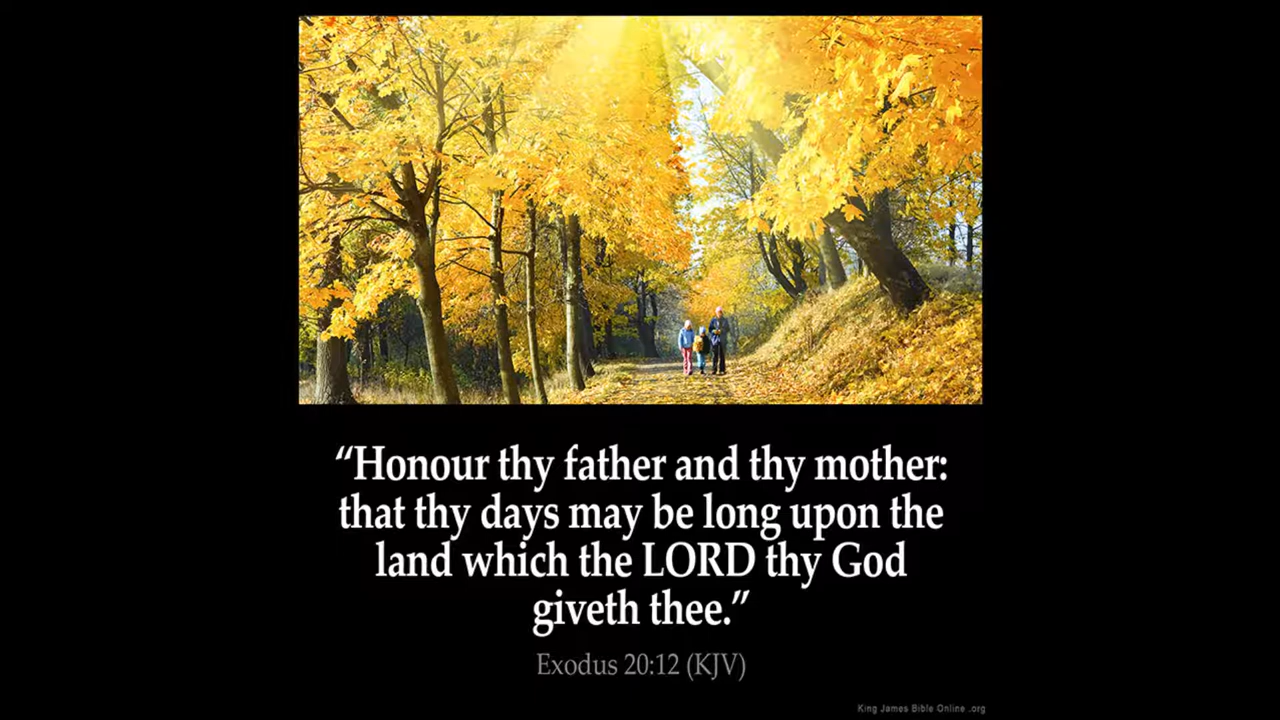 “Honour thy father and thy mother:
that thy days may be long upon the
land which the LORD thy God
giveth thee.”
Exodus 20:12 (KJV)
King James Bible Online .org